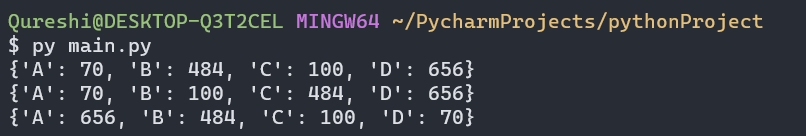 Qureshi@DESKTOP-Q3T2CEL MINGW64 ~/PycharmProjects/pythonProject
$ py main.py
{'A': 70, 'B': 484, 'C': 100, 'D': 656}
{'A': 70, 'B': 100, 'C': 484, 'D': 656}
{'A': 656, 'B': 484, 'C': 100, 'D': 70}